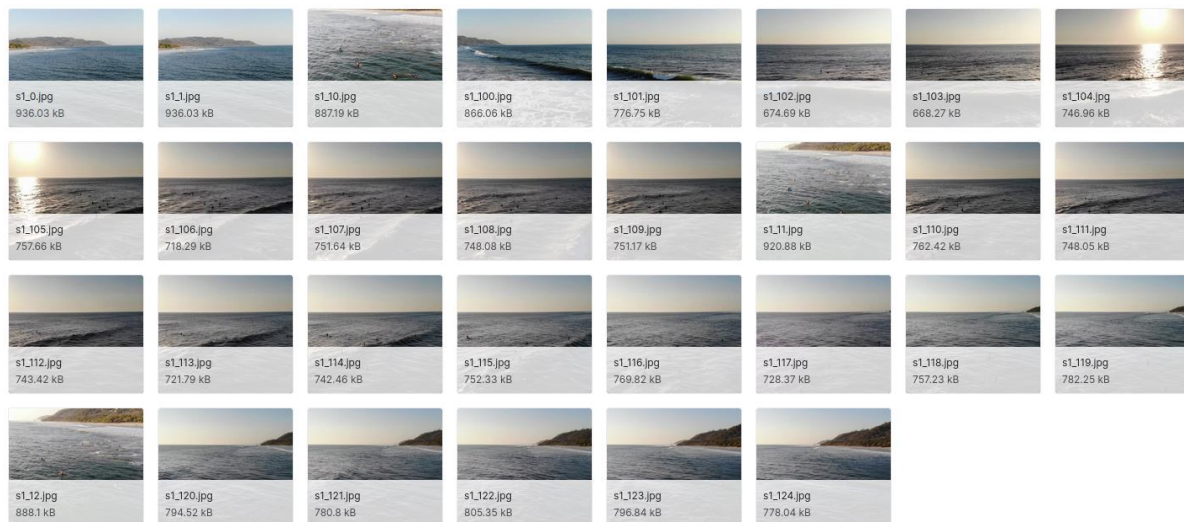 s1_0.jpg
936.03 kB
s1_1.jpg
936.03 kB
s1_10.jpg
887.19 kB
s1_100.jpg
866.06 kB
s1_101.jpg
776.75 kB
s1_102.jpg
674.69 kB
s1_103.jpg
668.27 kB
s1_104.jpg
746.96 kB
s1_105.jpg
757.66 kB
s1_106.jpg
718.29 kB
s1_107.jpg
751.64 kB
s1_108.jpg
748.08 kB
s1_109.jpg
751.17 kB
s1_11.jpg
920.88 kB
s1_110.jpg
762.42 kB
s1_111.jpg
748.05 kB
s1_112.jpg
743.42 kB
s1_113.jpg
721.79 kB
s1_114.jpg
742.46 kB
s1_115.jpg
752.33 kB
s1_116.jpg
769.82 kB
s1_117.jpg
728.37 kB
s1_118.jpg
757.23 kB
s1_119.jpg
782.25 kB
s1_12.jpg
888.1 kB
s1_120.jpg
794.52 kB
s1_121.jpg
780.8 kB
s1_122.jpg
805.35 kB
s1_123.jpg
796.84 kB
s1_124.jpg
778.04 kB